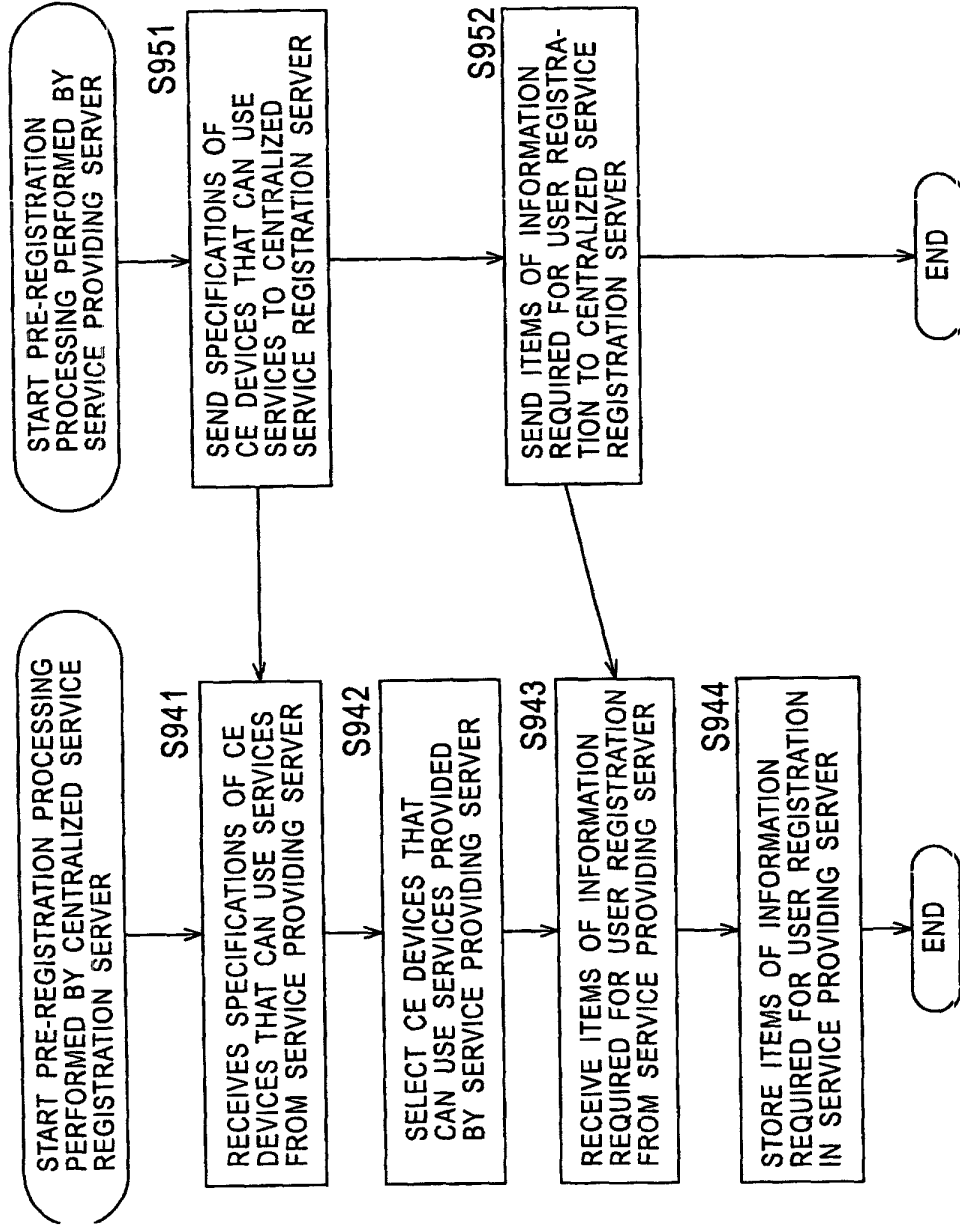 START PRE-REGISTRATION PROCESSING
PERFORMED BY CENTRALIZED SERVICE
REGISTRATION SERVER
S941
RECEIVES SPECIFICATIONS OF CE
DEVICES THAT CAN USE SERVICES
FROM SERVICE PROVIDING SERVER
S942
SELECT CE DEVICES THAT
CAN USE SERVICES PROVIDED
BY SERVICE PROVIDING SERVER
S943
RECEIVE ITEMS OF INFORMATION
REQUIRED FOR USER REGISTRATION
FROM SERVICE PROVIDING SERVER
S944
STORE ITEMS OF INFORMATION
REQUIRED FOR USER REGISTRATION
IN SERVICE PROVIDING SERVER
END
START PRE-REGISTRATION
PROCESSING PERFORMED BY
SERVICE PROVIDING SERVER
S951
SEND SPECIFICATIONS OF
CE DEVICES THAT CAN USE
SERVICES TO CENTRALIZED
SERVICE REGISTRATION SERVER
S952
SEND ITEMS OF INFORMATION
REQUIRED FOR USER REGISTRA-
TION TO CENTRALIZED SERVICE
REGISTRATION SERVER
END